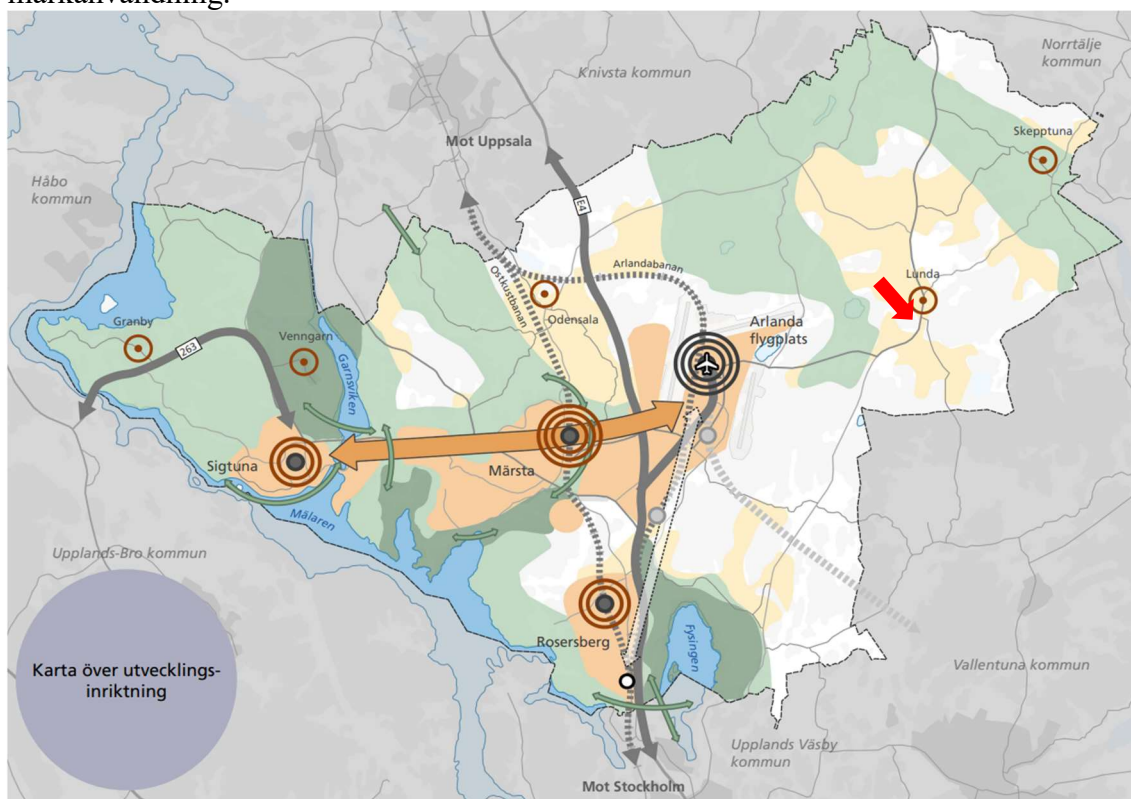 markanvändning.
Norrtälje
kommun
Knivsta kommun
Skepptuna
Mot Uppsala
Håbo
kommun
E4
Arlandabanan
Lunda
Ostkustbanan
Odensala
Arlanda
flygplats
Granby
263
Venngarn
Garnsviken
Sigtuna
Märsta
Mälaren
Upplands-Bro kommun
Rosersberg
Fysingen
Karta över utvecklings-
inriktning
Vallentuna kommun
Upplands Väsby
kommun
Mot Stockholm